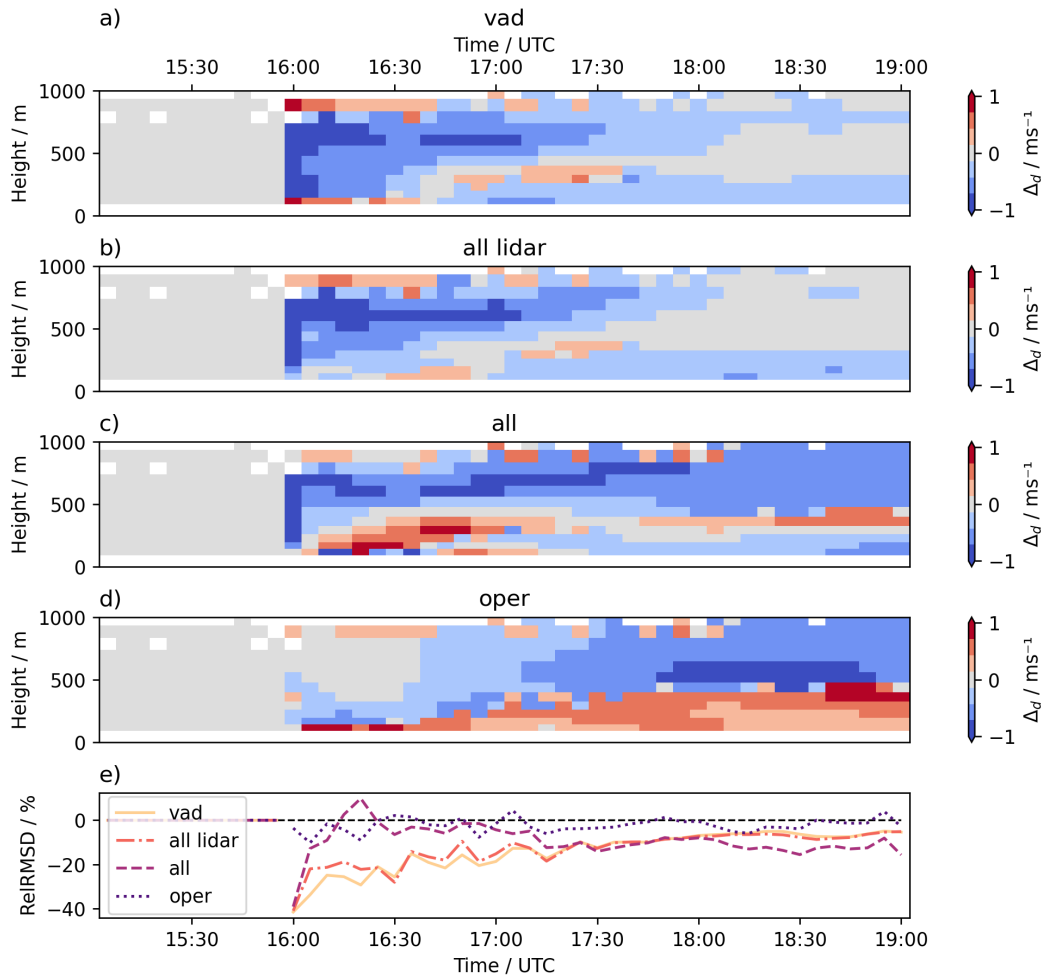 a)
vad
Time / UTC
15:30 16:00 16:30 17:00 17:30 18:00 18:30 19:00
1000
500
0
Height / m
1
0
−1
Δd / ms⁻¹
b)
all lidar
1000
500
0
Height / m
1
0
−1
Δd / ms⁻¹
c)
all
1000
500
0
Height / m
1
0
−1
Δd / ms⁻¹
d)
oper
1000
500
0
Height / m
1
0
−1
Δd / ms⁻¹
e)
RelRMSD / %
0
−20
−40
vad
all lidar
all
oper
15:30 16:00 16:30 17:00 17:30 18:00 18:30 19:00
Time / UTC